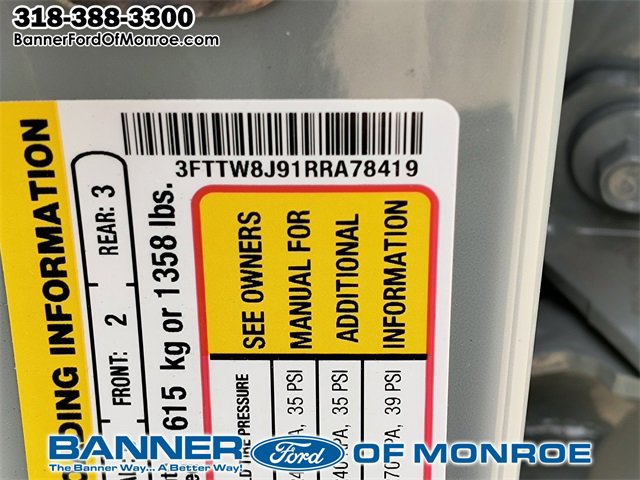 318-388-3300
BannerFordOfMonroe.com
3FTTW8J91RRA78419
DING INFORMATION
FRONT: 2 REAR: 3
615 kg or 1358 lbs.
SEE OWNERS
MANUAL FOR
ADDITIONAL
INFORMATION
PRESSURE
35 PSI
35 PSI
39 PSI
BANNER Ford OF MONROE
The Banner Way... A Better Way!